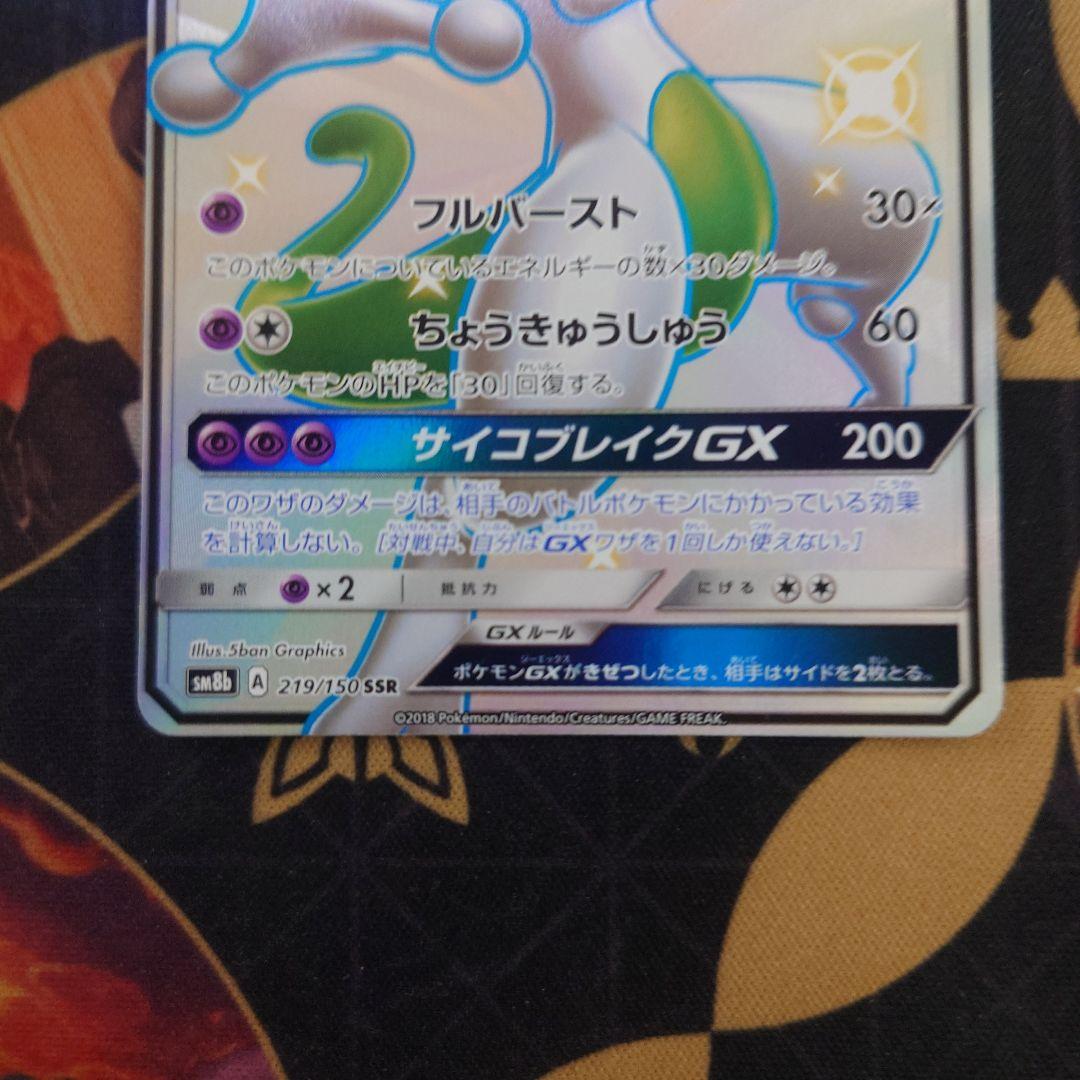 フルバースト 30×
このポケモンについているエネルギーの数×30ダメージ。
ちょうきゅうしゅう 60
このポケモンのHPを「30」回復する。
サイコブレイクGX 200
このワザのダメージは、相手のバトルポケモンにかかっている効果
を計算しない。[対戦中、自分はGXワザを1回しか使えない。]
弱点 ×2 抵抗力 にげる
GXルール
ポケモンGXがきぜつしたとき、相手はサイドを2枚とる。
Illus.5ban Graphics
SM8b A 219/150 SSR
©2018 Pokémon/Nintendo/Creatures/GAME FREAK.